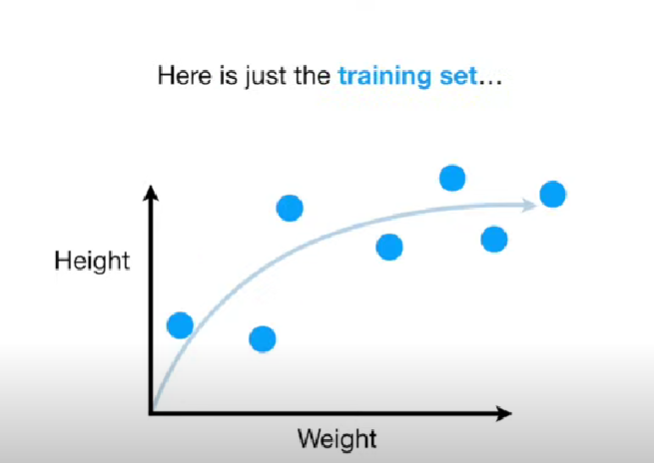 Here is just the training set...
Height
Weight